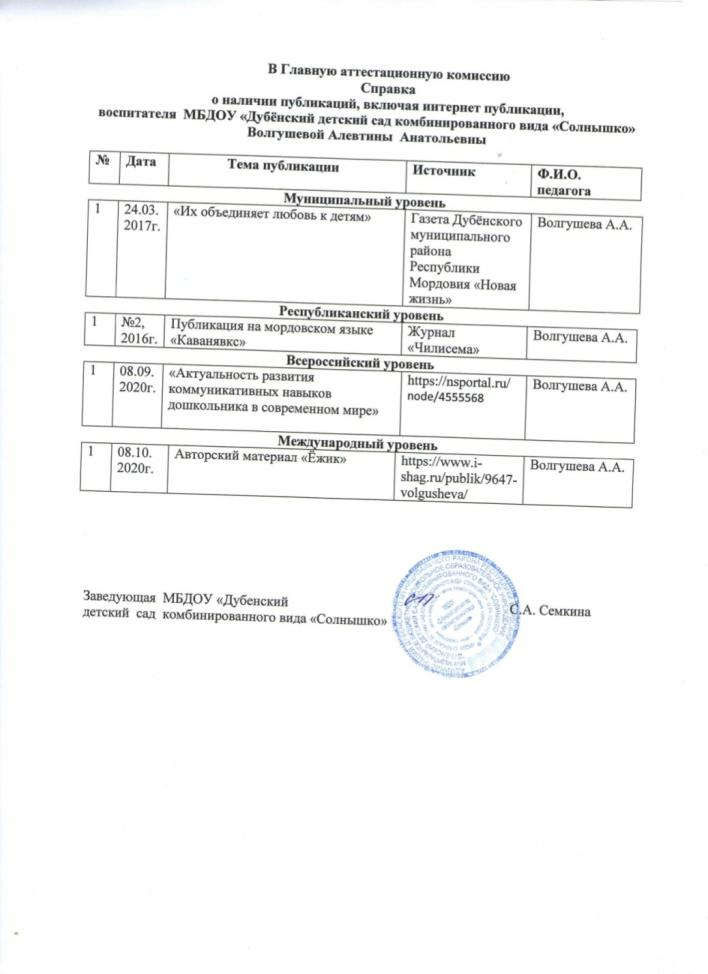 В Главную аттестационную комиссию
Справка
о наличии публикаций, включая интернет публикации,
воспитателя МБДОУ «Дубёнский детский сад комбинированного вида «Солнышко»
Волгушевой Алевтины Анатольевны
№ Дата Тема публикации Источник Ф.И.О.
педагога
Муниципальный уровень
1 24.03. «Их объединяет любовь к детям» Газета Дубёнского Волгушева А.А.
2017г. муниципального
района
Республики
Мордовия «Новая
жизнь»
Республиканский уровень
1 №2, Публикация на мордовском языке Журнал Волгушева А.А.
2016г. «Каванявкс» «Чилисема»
Всероссийский уровень
1 08.09. «Актуальность развития https://nsportal.ru/ Волгушева А.А.
2020г. коммуникативных навыков node/4555568
дошкольника в современном мире»
Международный уровень
1 08.10. Авторский материал «Ёжик» https://www.i- Волгушева А.А.
2020г. shag.ru/publik/9647-
volgusheva/
Заведующая МБДОУ «Дубенский
детский сад комбинированного вида «Солнышко» С.А. Семкина